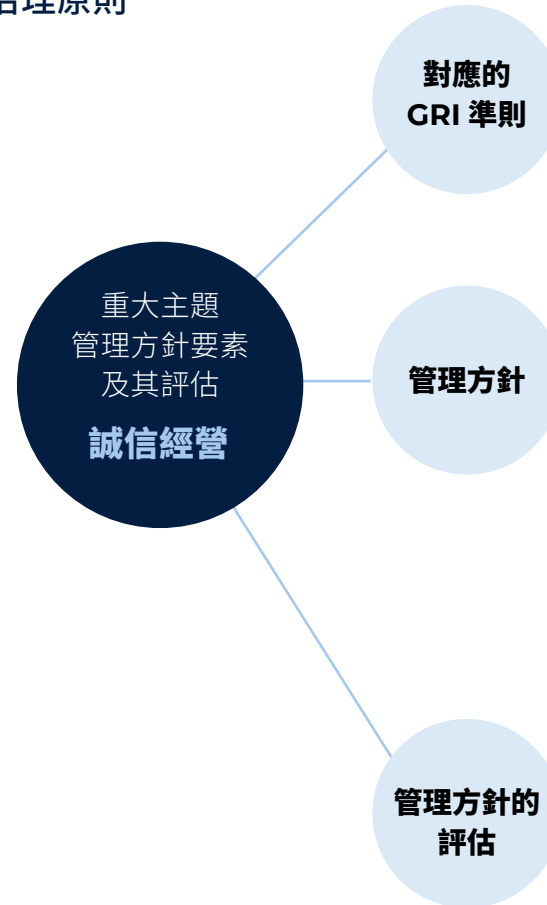 治理原則
對應的
GRI 準則
重大主題
管理方針要素
及其評估
誠信經營
管理方針
管理方針的
評估